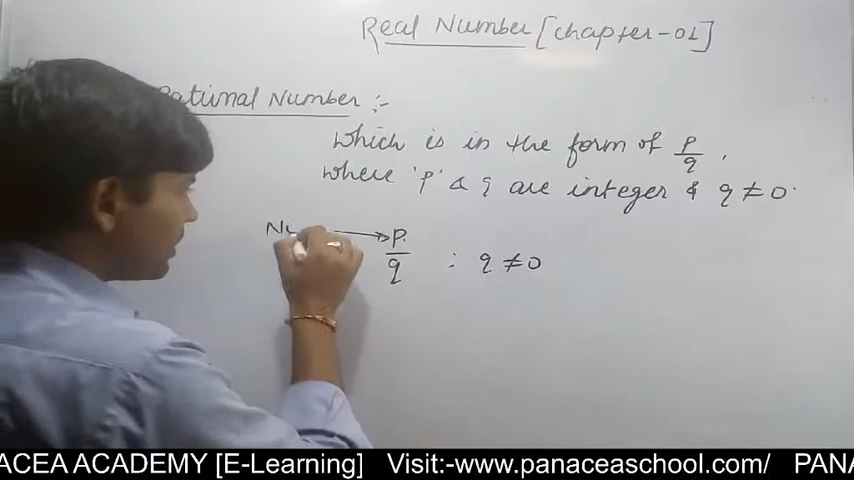 Real Number [chapter-01]
Rational Number :-
Which is in the form of p/q,
where 'p' & q are integer & q ≠ 0.
p/q : q ≠ 0
ACEA ACADEMY [E-Learning] Visit:-www.panaceaschool.com/ PANA